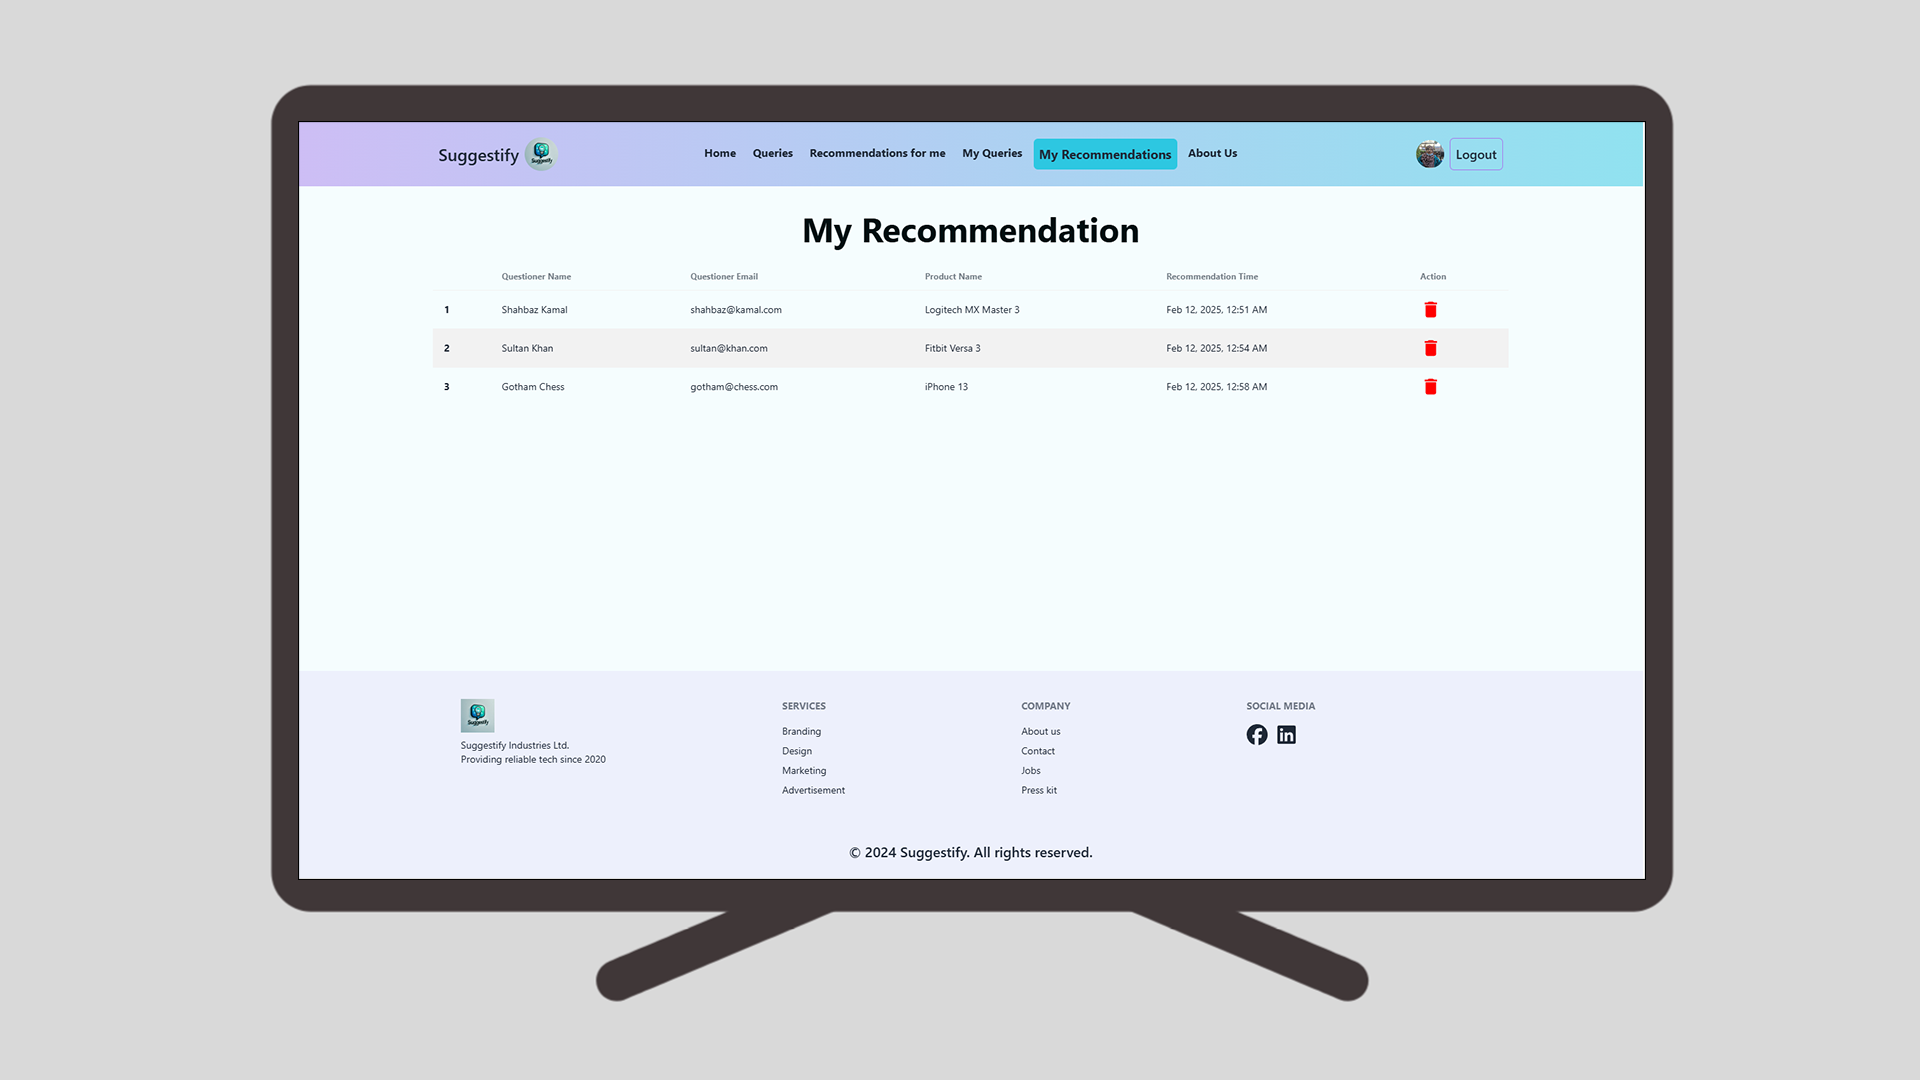 Suggestify
Suggestify
Home Queries Recommendations for me My Queries My Recommendations About Us
Logout
My Recommendation
Questioner Name Questioner Email Product Name Recommendation Time Action
1 Shahbaz Kamal shahbaz@kamal.com Logitech MX Master 3 Feb 12, 2025, 12:51 AM
2 Sultan Khan sultan@khan.com Fitbit Versa 3 Feb 12, 2025, 12:54 AM
3 Gotham Chess gotham@chess.com iPhone 13 Feb 12, 2025, 12:58 AM
Suggestify
Suggestify Industries Ltd.
Providing reliable tech since 2020
SERVICES
Branding
Design
Marketing
Advertisement
COMPANY
About us
Contact
Jobs
Press kit
SOCIAL MEDIA
© 2024 Suggestify. All rights reserved.